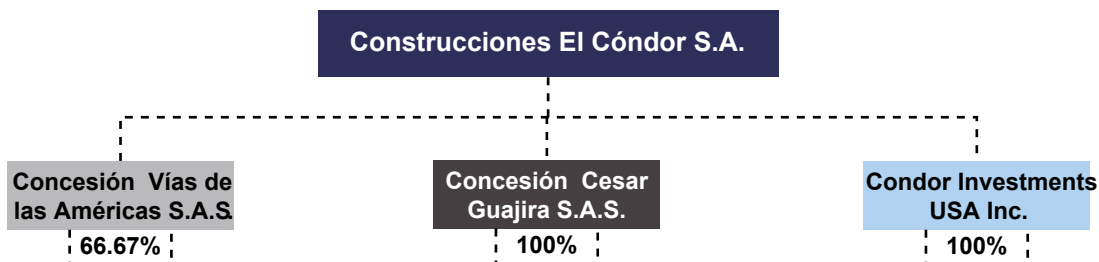 Construcciones El Cóndor S.A.
Concesión Vías de
las Américas S.A.S.
66.67%
Concesión Cesar
Guajira S.A.S.
100%
Condor Investments
USA Inc.
100%